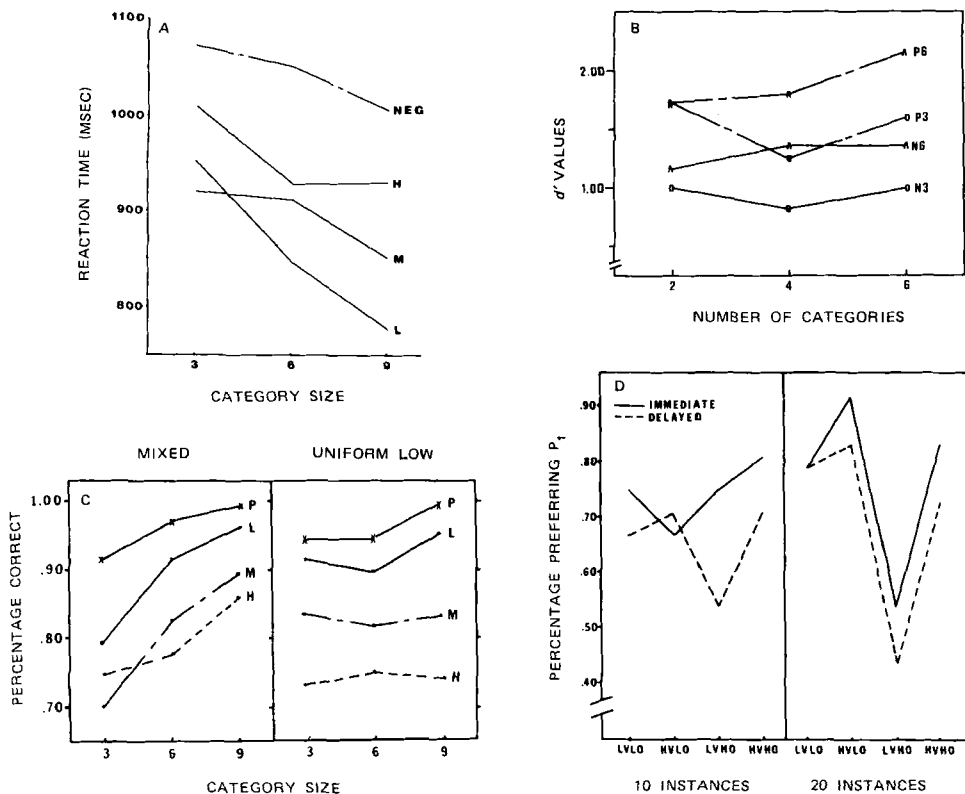 A
1100
1000
900
800
REACTION TIME (MSEC)
NEG
H
M
L
3 6 9
CATEGORY SIZE
B
2.00
1.00
d' VALUES
P6
P3
N6
N3
2 4 6
NUMBER OF CATEGORIES
MIXED UNIFORM LOW
C
1.00
.90
.80
.70
PERCENTAGE CORRECT
P
L
M
H
P
L
M
H
3 6 9 3 6 9
CATEGORY SIZE
D
IMMEDIATE
DELAYED
.90
.80
.70
.60
.50
.40
PERCENTAGE PREFERRING P1
LVLO HVLO LVHO HVHO LVLO HVLO LVHO HVHO
10 INSTANCES 20 INSTANCES